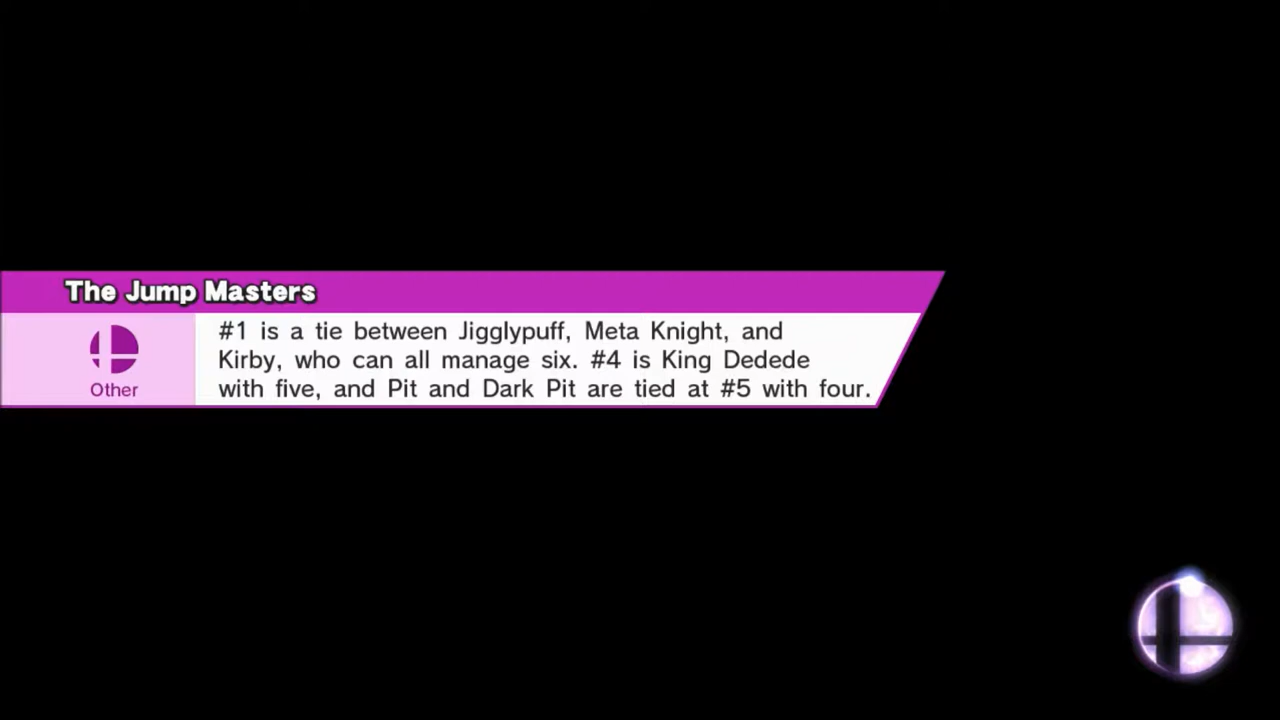 The Jump Masters
#1 is a tie between Jigglypuff, Meta Knight, and
Kirby, who can all manage six. #4 is King Dedede
with five, and Pit and Dark Pit are tied at #5 with four.
Other